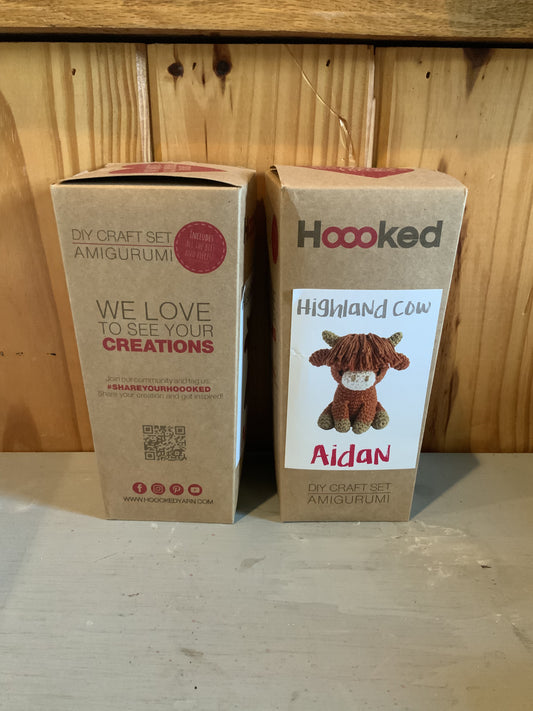 DIY CRAFT SET
AMIGURUMI
INCLUDES
WE LOVE
TO SEE YOUR
CREATIONS
Join our community and tag us
#SHAREYOURHOOOKED
Share your creation and get inspired!
WWW.HOOOKEDYARN.COM
Hoooked
Highland Cow
Aidan
DIY CRAFT SET
AMIGURUMI